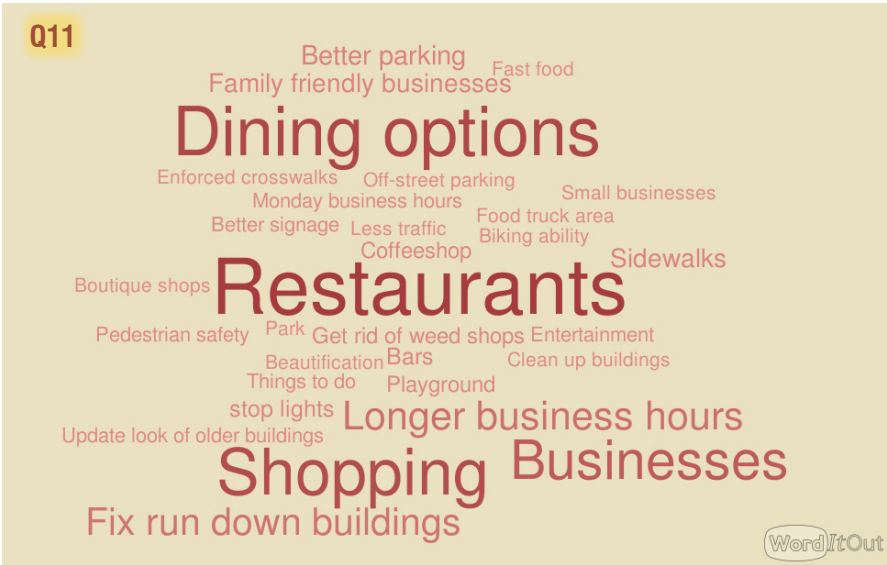 Q11
Better parking
Fast food
Family friendly businesses
Dining options
Enforced crosswalks
Off-street parking
Small businesses
Monday business hours
Food truck area
Better signage
Less traffic
Biking ability
Coffeeshop
Sidewalks
Boutique shops
Restaurants
Pedestrian safety
Park
Get rid of weed shops
Entertainment
Beautification
Bars
Clean up buildings
Things to do
Playground
stop lights
Longer business hours
Update look of older buildings
Shopping
Businesses
Fix run down buildings
WordItOut